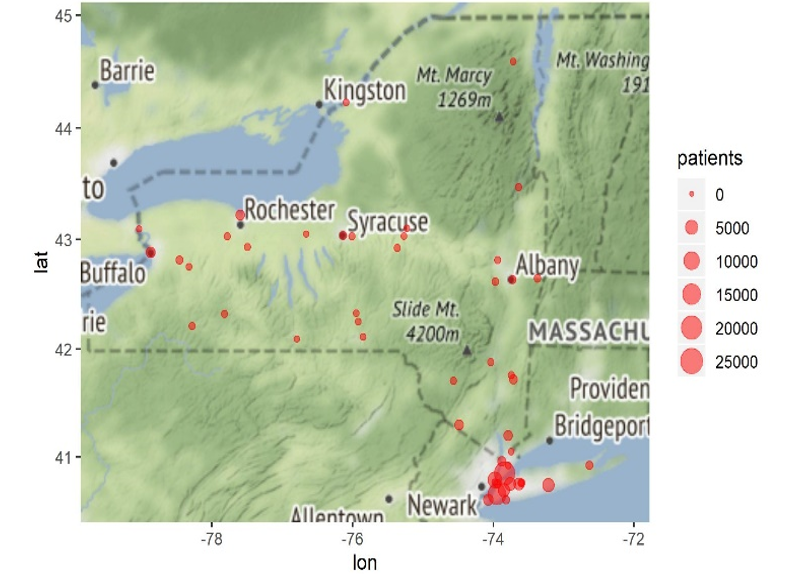 45
44
43
42
41
lat
-78
-76
-74
-72
lon
Barrie
Kingston
Mt. Marcy
1269m
Mt. Washing
191
to
Rochester
Syracuse
Buffalo
Albany
rie
Slide Mt.
4200m
MASSACHU
Providen
Bridgeport
Newark
Allentown
patients
0
5000
10000
15000
20000
25000